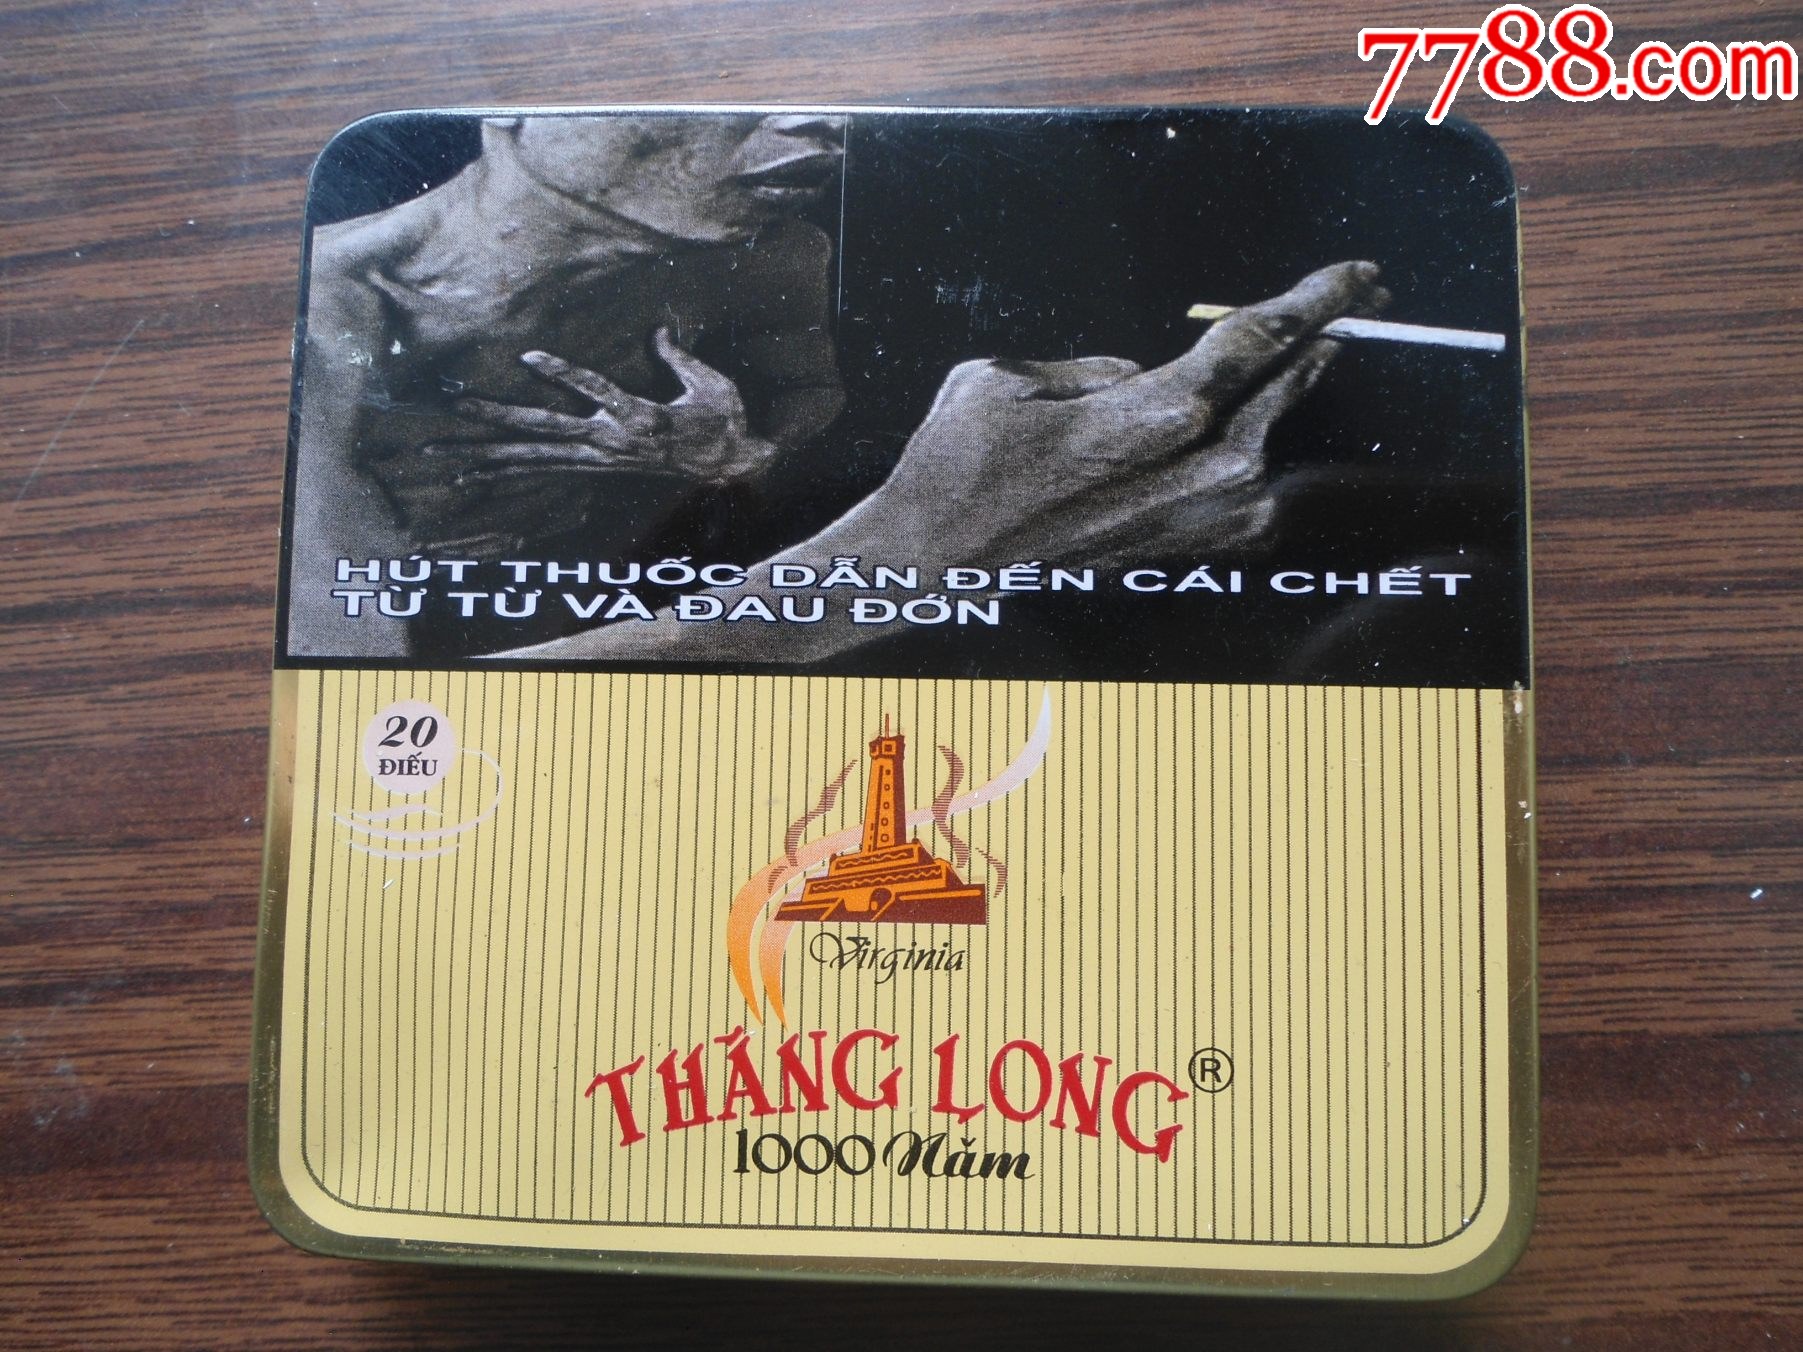 7788.com
HÚT THUỐC DẪN ĐẾN CÁI CHẾT
TỪ TỪ VÀ ĐAU ĐỚN
20
ĐIẾU
Virginia
THĂNG LONG®
1000 Năm